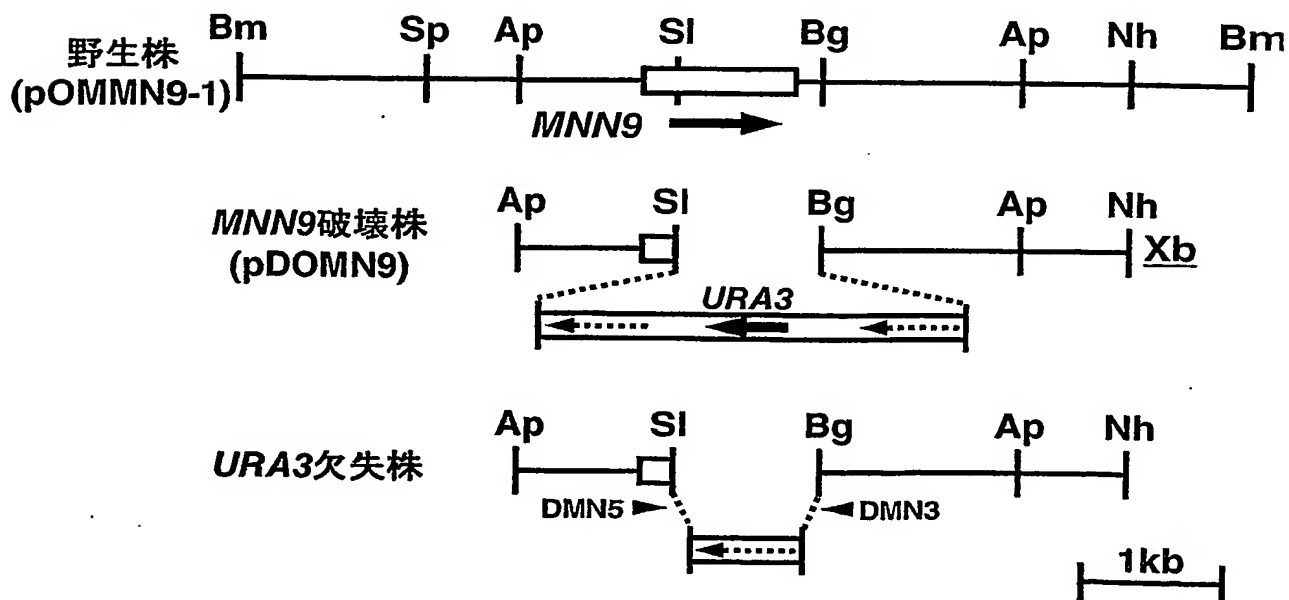 Bm Sp Ap Sl Bg Ap Nh Bm
野生株
(pOMMN9-1)
MNN9
Ap Sl Bg Ap Nh
MNN9破壊株
(pDOMN9)
Xb
URA3
Ap Sl Bg Ap Nh
URA3欠失株
DMN5 DMN3
1kb